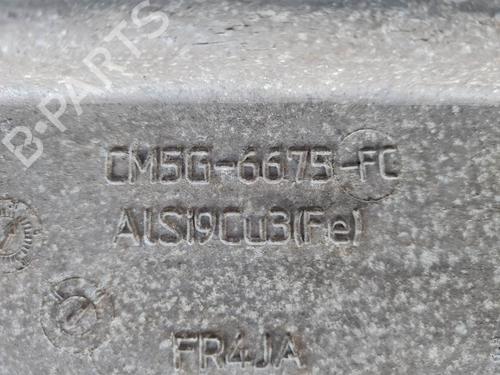 B-PARTS
CM5G-6675-FC
AlSi9Cu3(Fe)
FR4JA